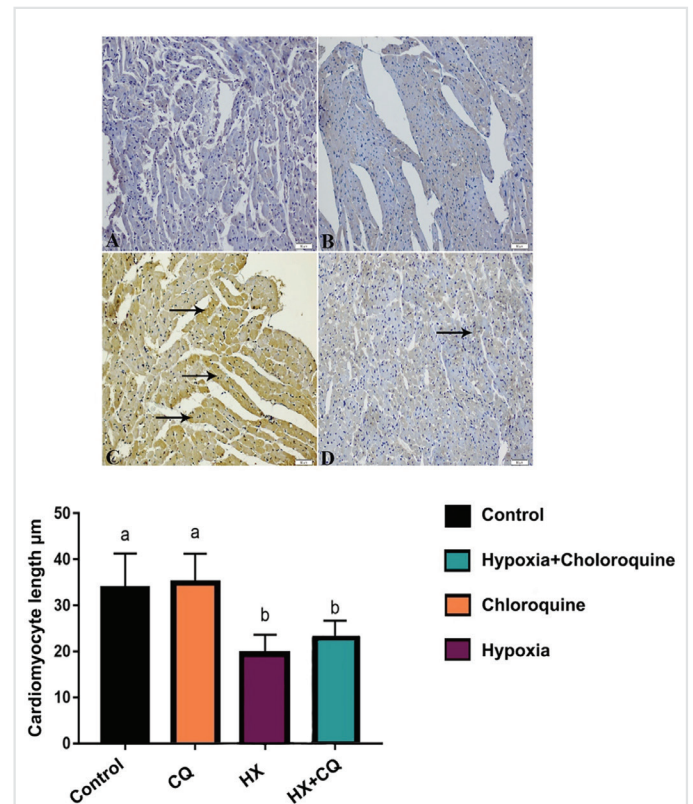 A
B
C
D
50
40
30
20
10
0
Cardiomyocyte length µm
a
a
b
b
Control
CQ
HX
HX+CQ
Control
Hypoxia+Choloroquine
Chloroquine
Hypoxia